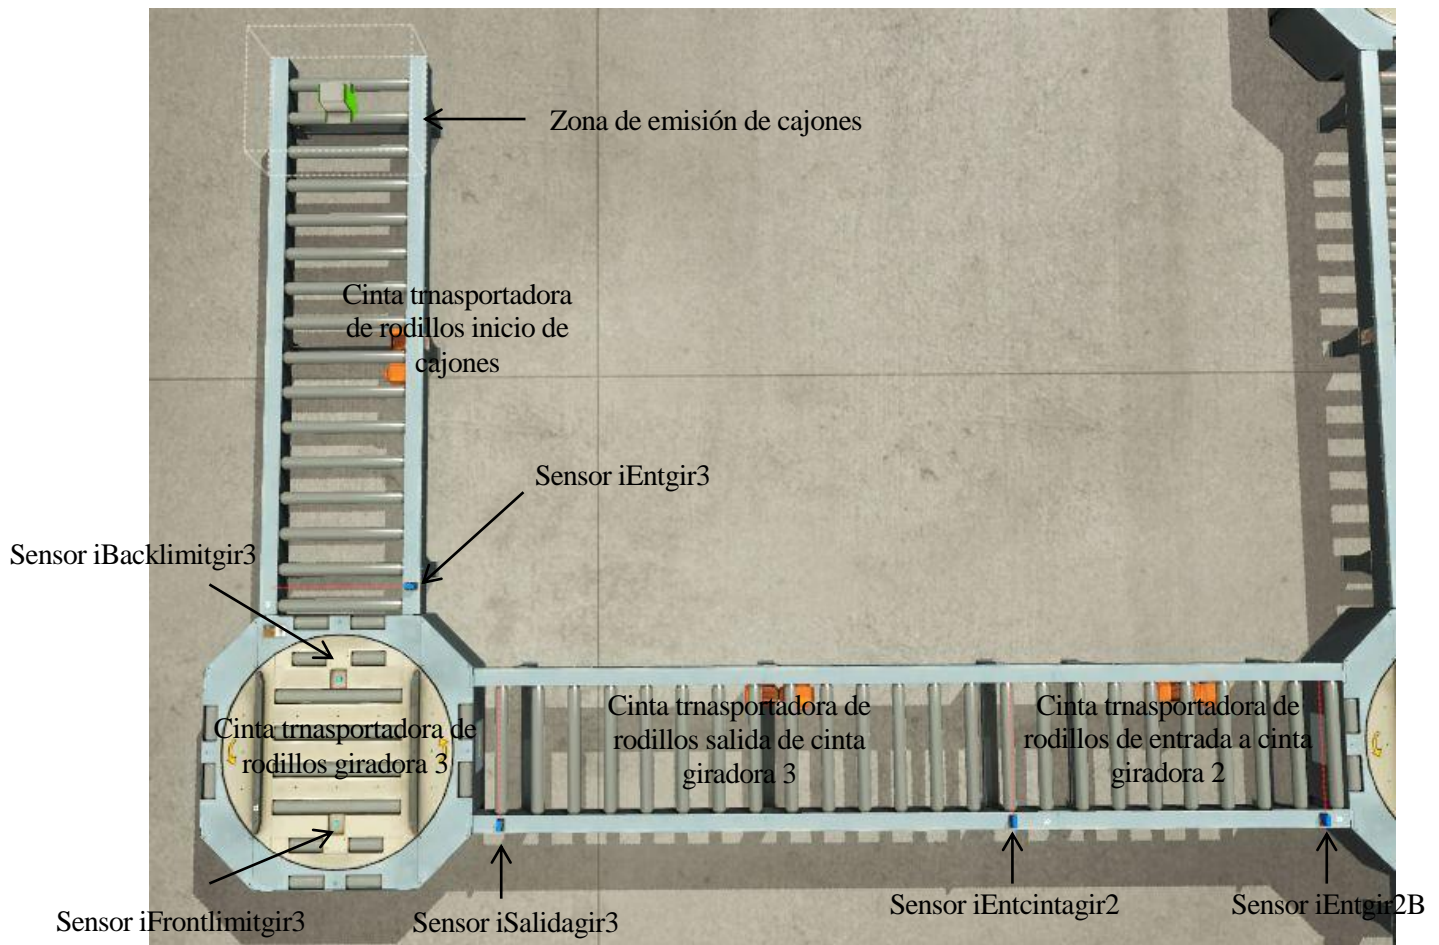 Zona de emisión de cajones
Cinta trnasportadora
de rodillos inicio de
cajones
Sensor iEntgir3
Sensor iBacklimitgir3
Cinta trnasportadora de
rodillos giradora 3
Cinta trnasportadora de
rodillos salida de cinta
giradora 3
Cinta trnasportadora de
rodillos de entrada a cinta
giradora 2
Sensor iFrontlimitgir3
Sensor iSalidagir3
Sensor iEntcintagir2
Sensor iEntgir2B